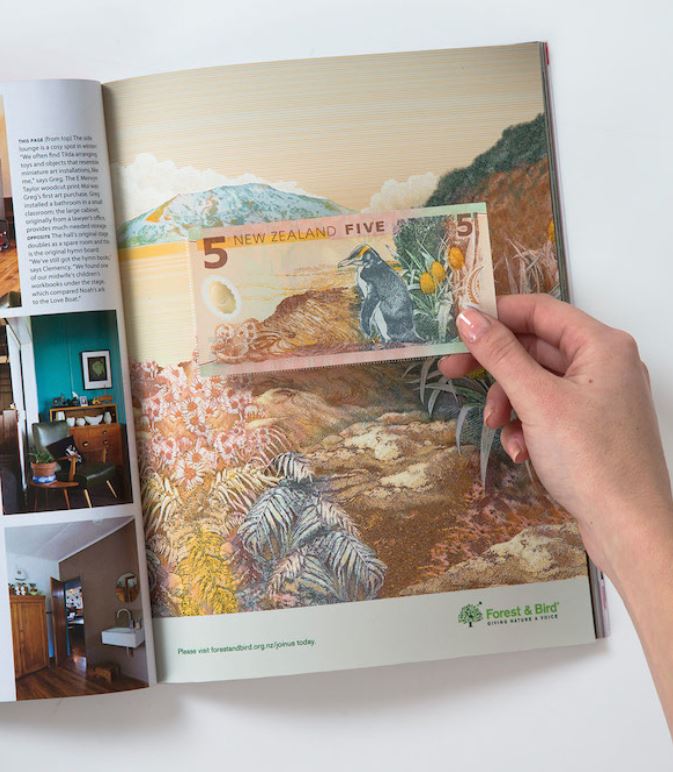 THIS PAGE (from top) The side
lounge is a cosy spot in winter.
"We often find Tilda arranging
toys and objects that resemble
miniature art installations, like
me," says Greg. The E Mervyn
Taylor woodcut print Moi was
Greg's first art purchase. Greg
installed a bathroom in a small
classroom; the large cabinet,
originally from a lawyer's office,
provides much-needed storage.
OPPOSITE The hall's original stage
doubles as a spare room and this
is the original hymn board.
"We've still got the hymn books,"
says Clemency. "We found one
of our midwife's children's
workbooks under the stage,
which compared Noah's ark
to the Love Boat."
5 NEW ZEALAND FIVE 5
Forest & Bird
GIVING NATURE A VOICE
Please visit forestandbird.org.nz/joinus today.